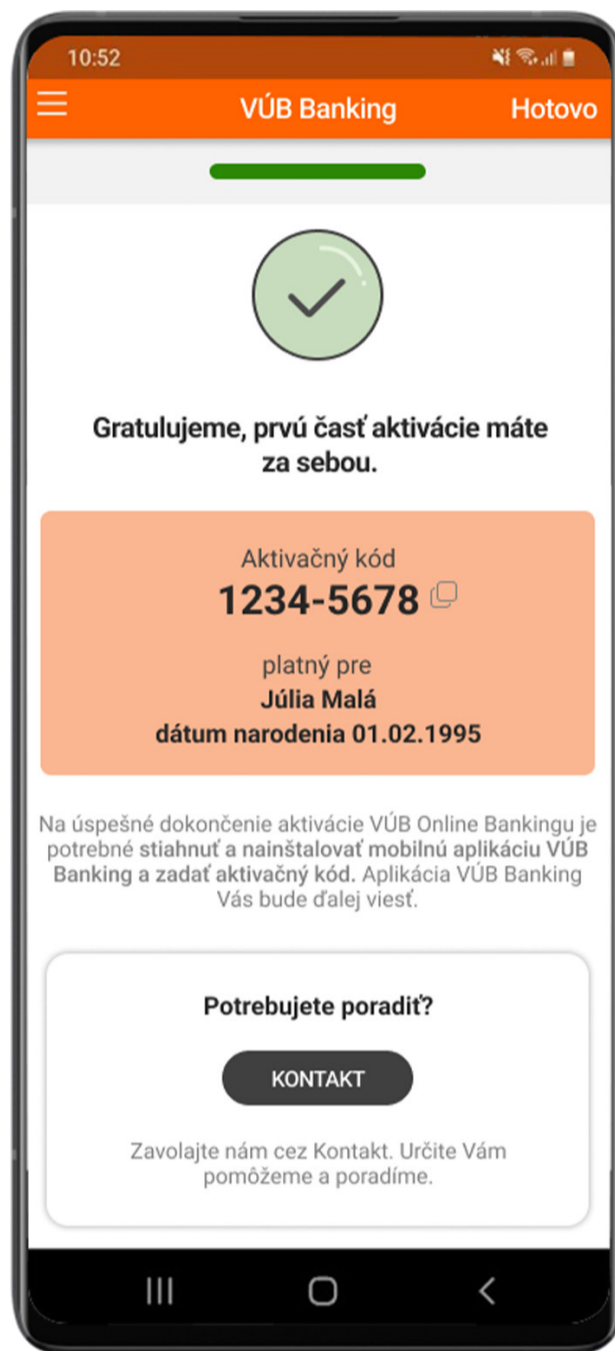 10:52
VÚB Banking
Hotovo
Gratulujeme, prvú časť aktivácie máte
za sebou.
Aktivačný kód
1234-5678
platný pre
Júlia Malá
dátum narodenia 01.02.1995
Na úspešné dokončenie aktivácie VÚB Online Bankingu je
potrebné stiahnuť a nainštalovať mobilnú aplikáciu VÚB
Banking a zadať aktivačný kód. Aplikácia VÚB Banking
Vás bude ďalej viesť.
Potrebujete poradiť?
KONTAKT
Zavolajte nám cez Kontakt. Určite Vám
pomôžeme a poradíme.